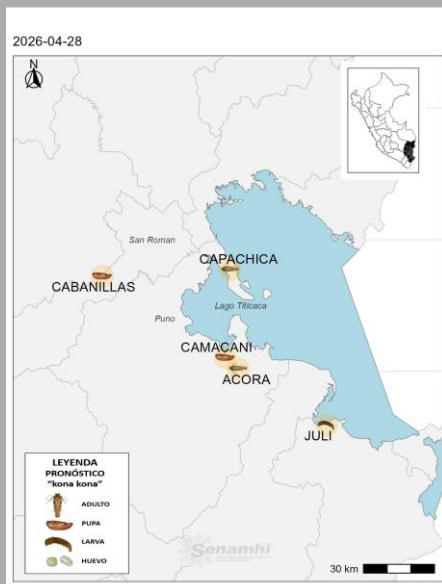 2026-04-28
N
San Roman
CAPACHICA
CABANILLAS
Lago Titicaca
Puno
CAMACANI
ACORA
JULI
LEYENDA
PRONÓSTICO
"kona kona"
ADULTO
PUPA
LARVA
HUEVO
Senamhi
30 km